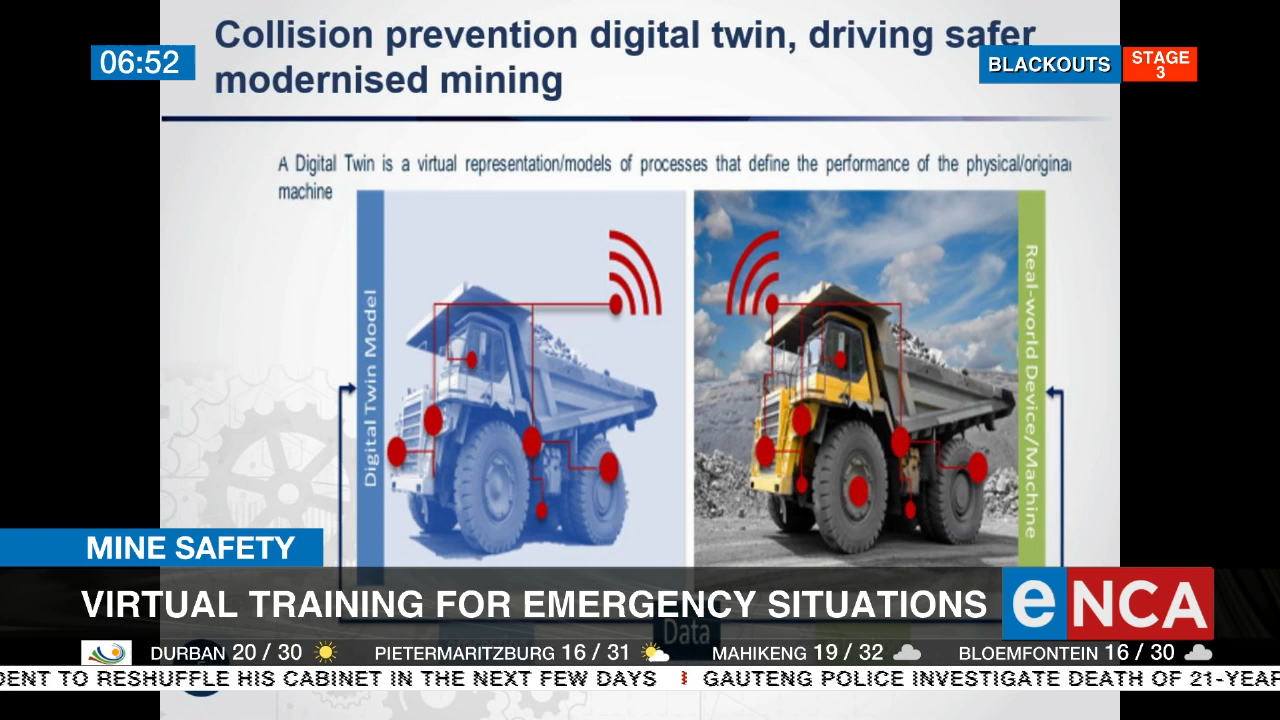 Collision prevention digital twin, driving safer
modernised mining
06:52
BLACKOUTS
STAGE
3
A Digital Twin is a virtual representation/models of processes that define the performance of the physical/original
machine
Digital Twin Model
Real-world Device/Machine
MINE SAFETY
VIRTUAL TRAINING FOR EMERGENCY SITUATIONS
eNCA
Data
DURBAN 20 / 30 PIETERMARITZBURG 16 / 31 MAHIKENG 19 / 32 BLOEMFONTEIN 16 / 30
TO RESHUFFLE HIS CABINET IN THE NEXT FEW DAYS GAUTENG POLICE INVESTIGATE DEATH OF